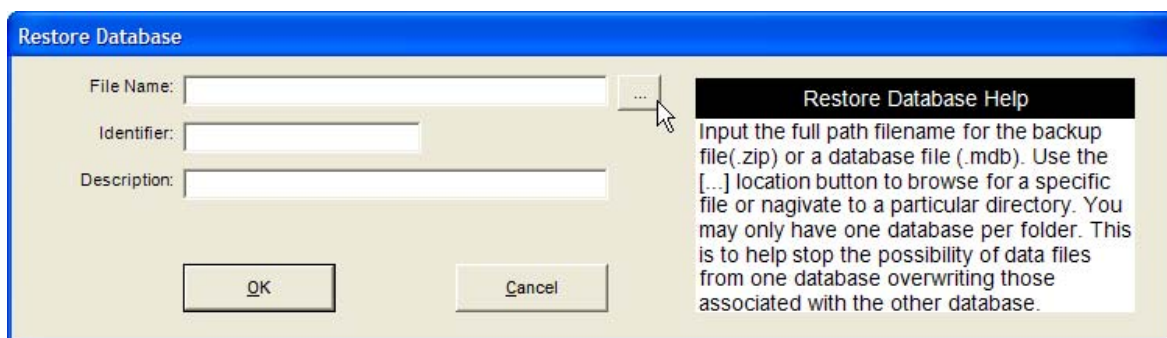 Restore Database
File Name:
...
Identifier:
Description:
OK
Cancel
Restore Database Help
Input the full path filename for the backup
file(.zip) or a database file (.mdb). Use the
[...] location button to browse for a specific
file or nagivate to a particular directory. You
may only have one database per folder. This
is to help stop the possibility of data files
from one database overwriting those
associated with the other database.